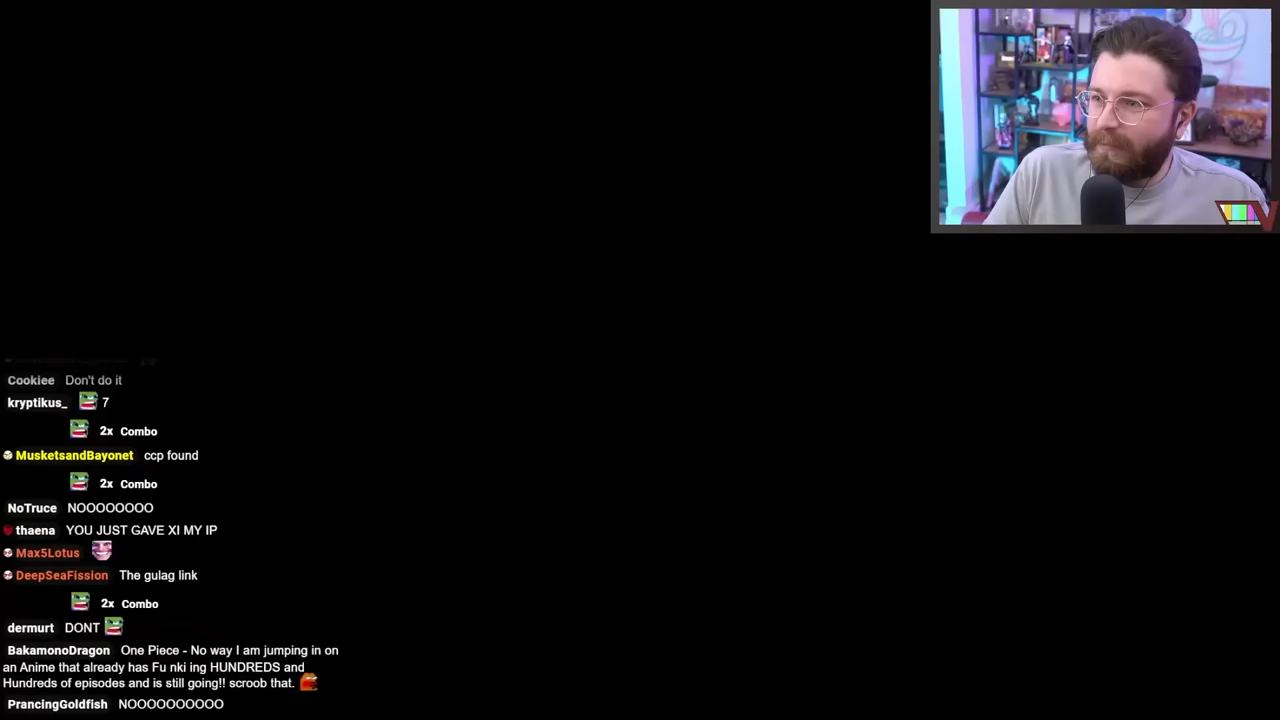 Cookiee Don't do it
kryptikus_ 7
2x Combo
MusketsandBayonet ccp found
2x Combo
NoTruce NOOOOOOOO
thaena YOU JUST GAVE XI MY IP
Max5Lotus
DeepSeaFission The gulag link
2x Combo
dermurt DONT
BakamonoDragon One Piece - No way I am jumping in on
an Anime that already has Fu nki ing HUNDREDS and
Hundreds of episodes and is still going!! scroob that.
PrancingGoldfish NOOOOOOOOOO